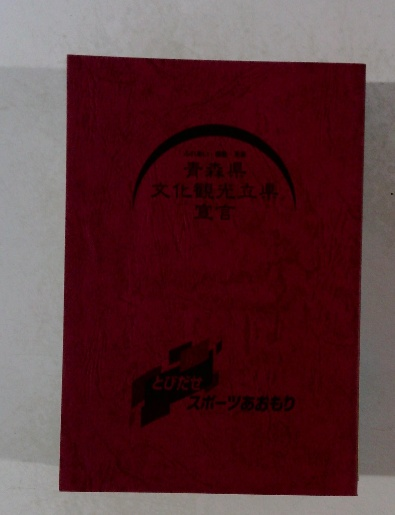 青森県
文化観光立県
宣言
とびだせ
スポーツあおもり